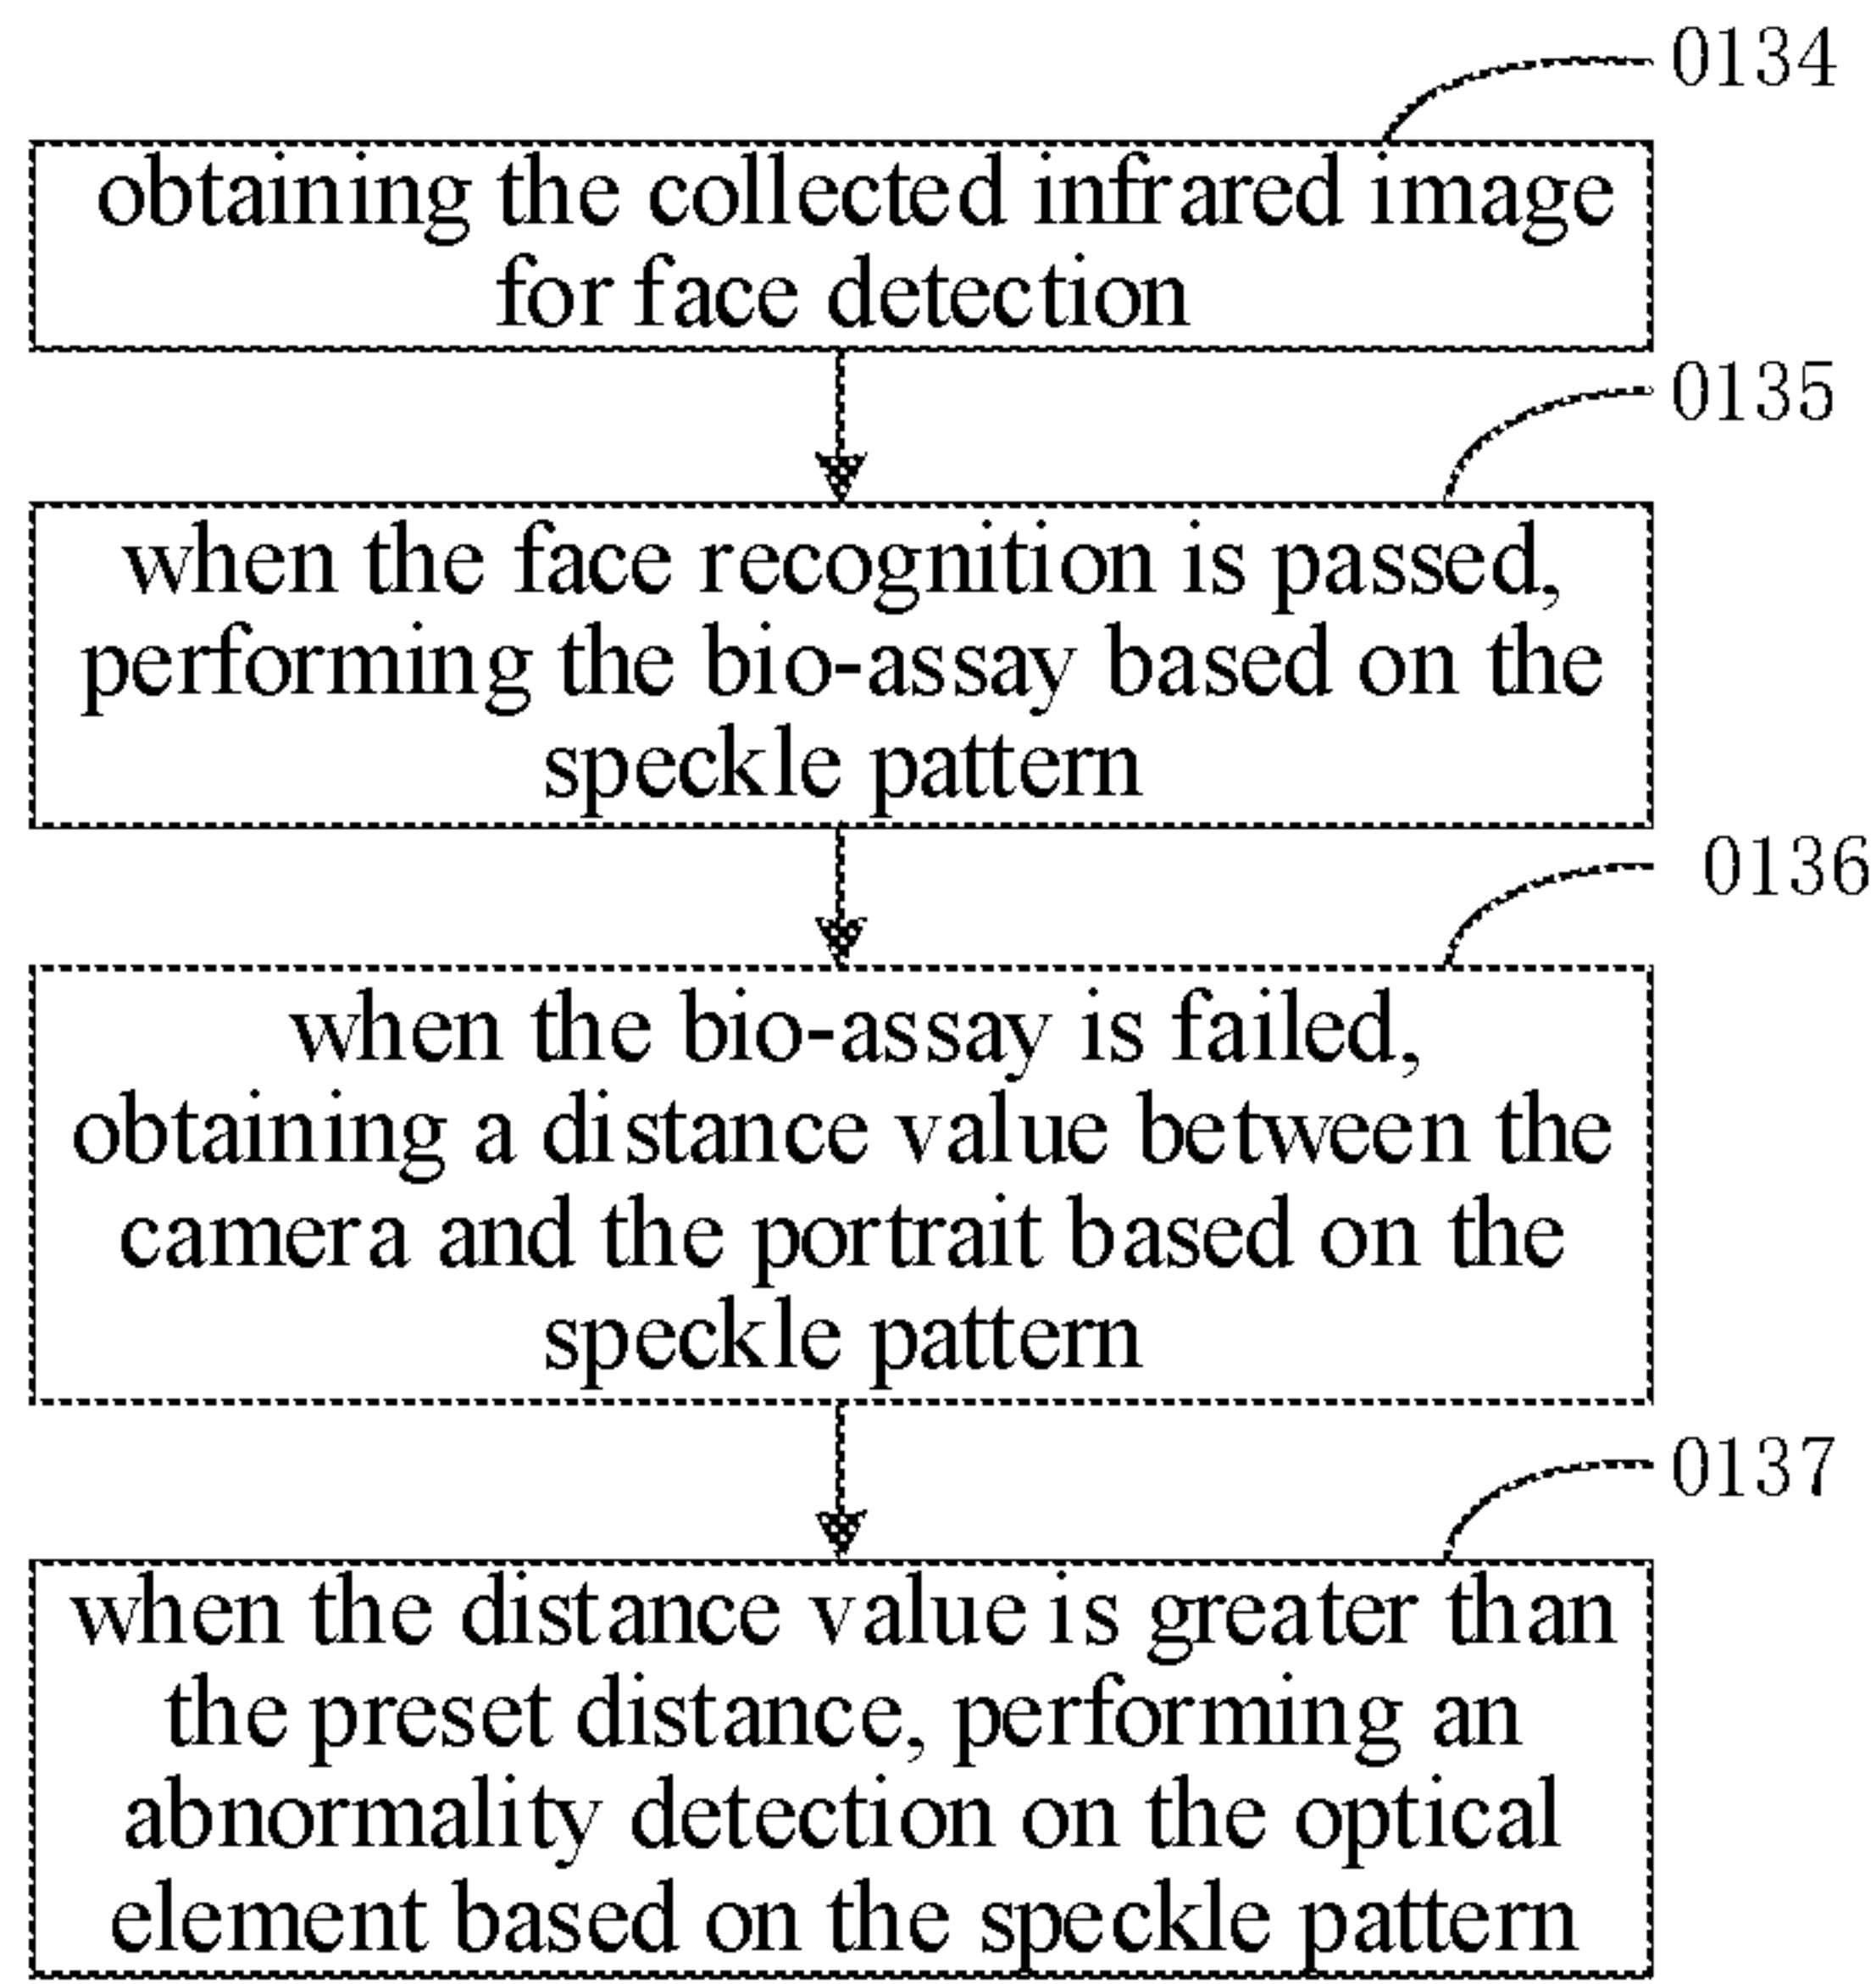 0134
obtaining the collected infrared image
for face detection
0135
when the face recognition is passed,
performing the bio-assay based on the
speckle pattern
0136
when the bio-assay is failed,
obtaining a distance value between the
camera and the portrait based on the
speckle pattern
0137
when the distance value is greater than
the preset distance, performing an
abnormality detection on the optical
element based on the speckle pattern